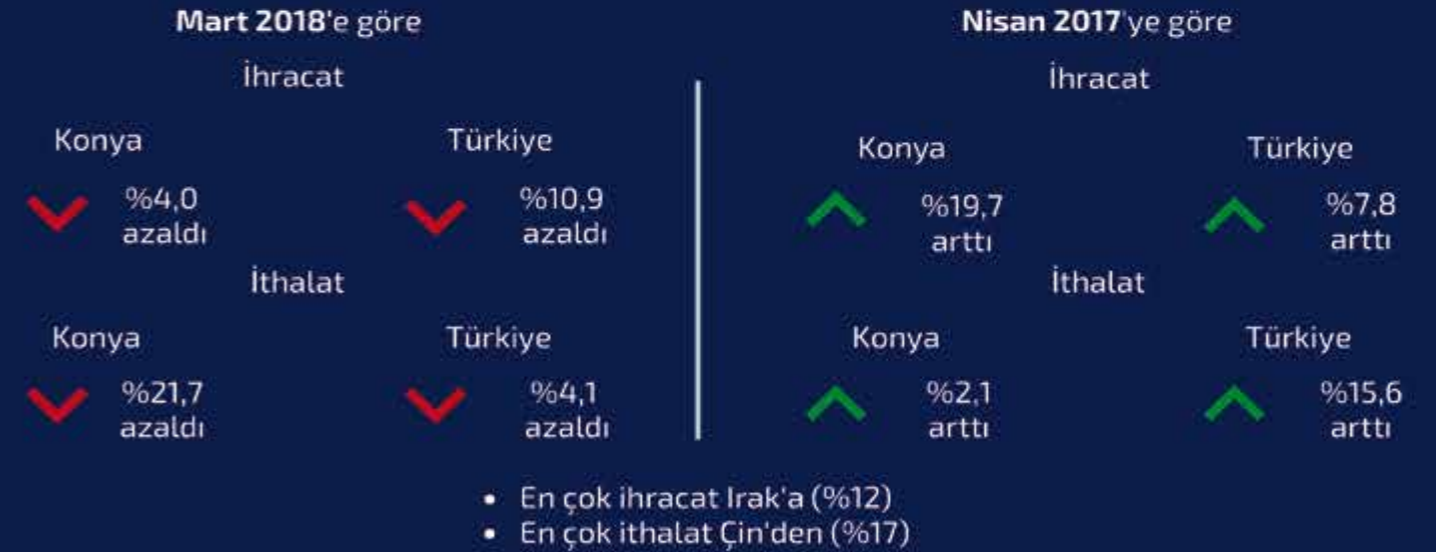 Mart 2018'e göre
İhracat
Konya
Türkiye
%4,0
azaldı
%10,9
azaldı
İthalat
Konya
Türkiye
%21,7
azaldı
%4,1
azaldı
Nisan 2017'ye göre
İhracat
Konya
Türkiye
%19,7
arttı
%7,8
arttı
İthalat
Konya
Türkiye
%2,1
arttı
%15,6
arttı
• En çok ihracat Irak'a (%12)
• En çok ithalat Çin'den (%17)